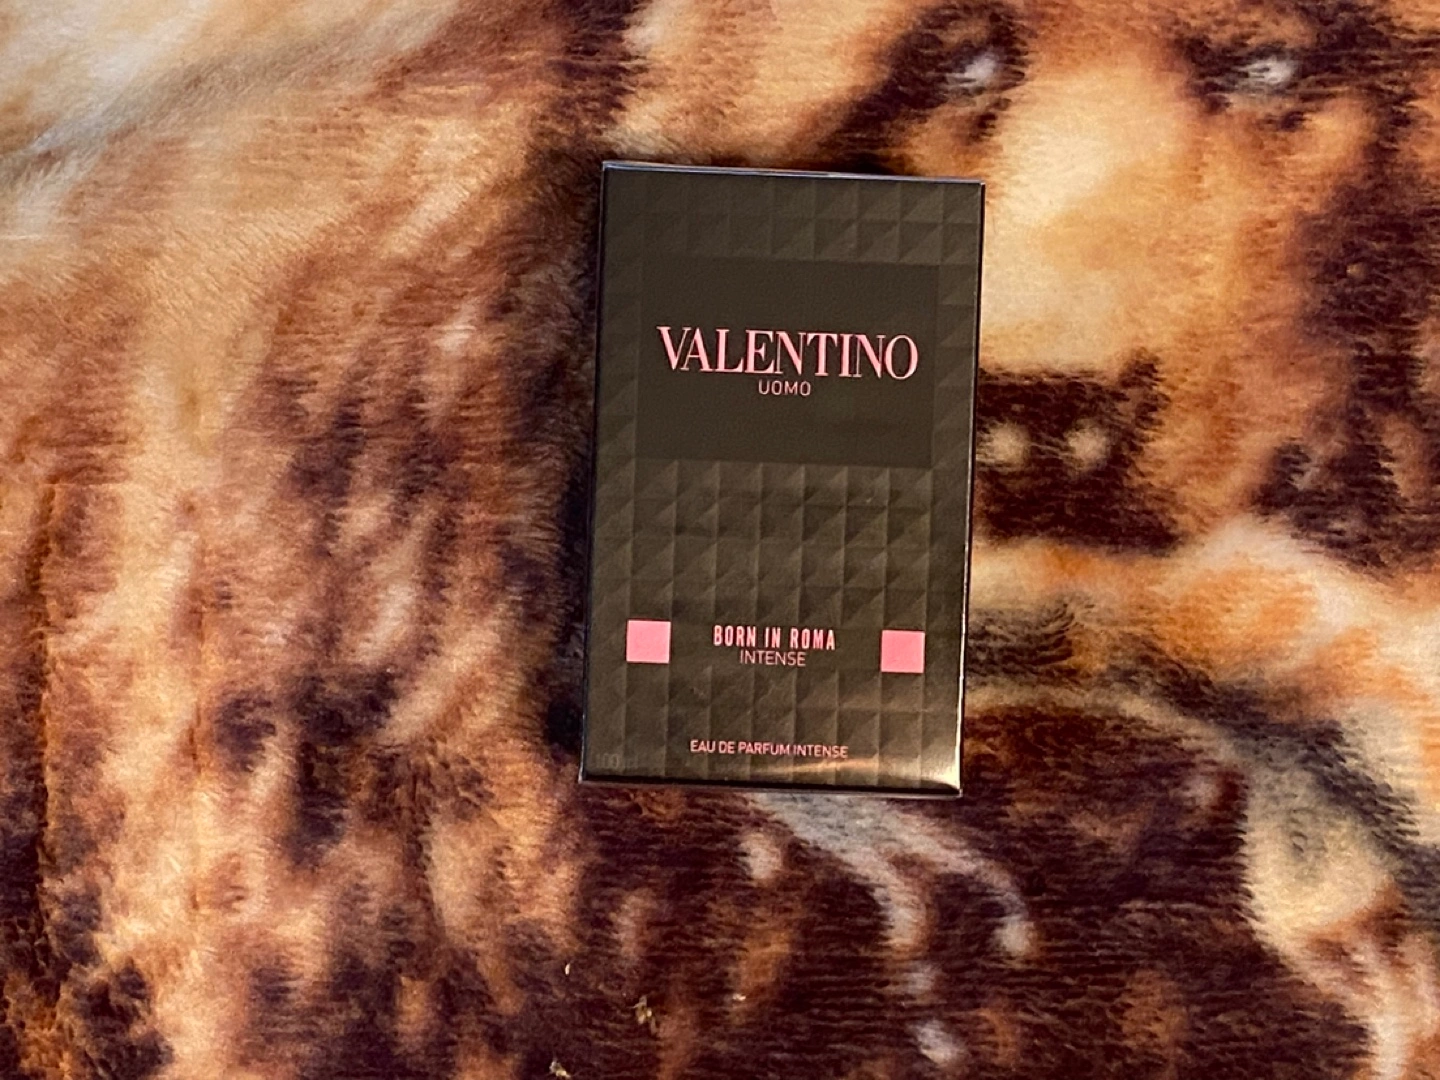 VALENTINO
UOMO
BORN IN ROMA
INTENSE
EAU DE PARFUM INTENSE